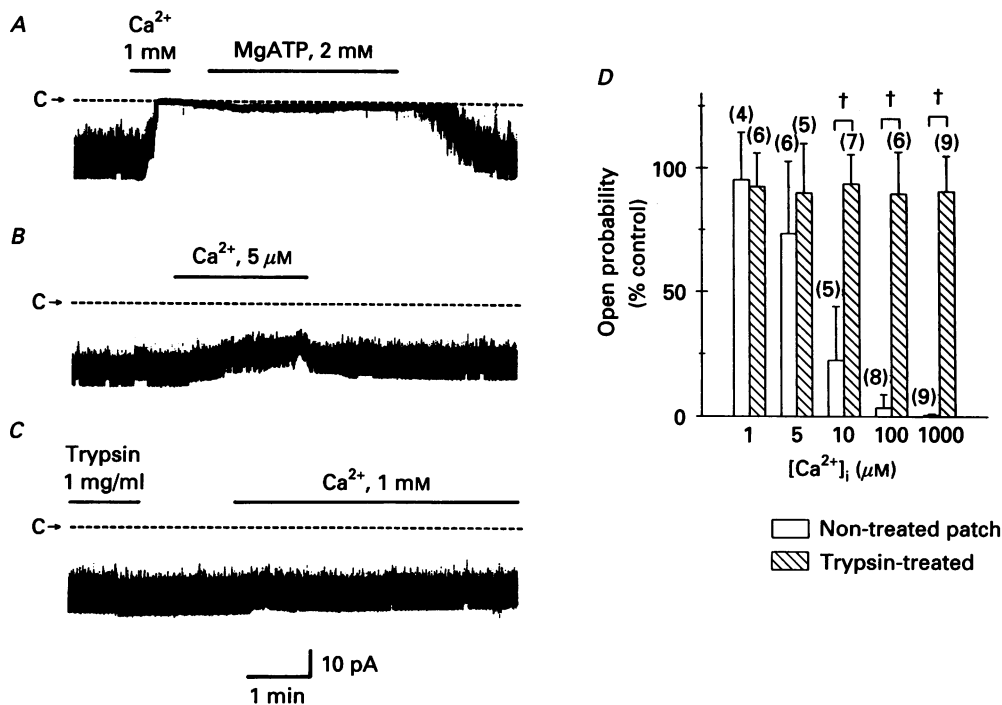 A
Ca2+
1 mM
MgATP, 2 mM
C→
B
Ca2+, 5 μM
C→
C
Trypsin
1 mg/ml
Ca2+, 1 mM
C→
10 pA
1 min
D
Open probability
(% control)
100
50
0
(4)
(6)
(6)
(5)
(5)
†
(7)
(8)
†
(6)
(9)
†
(9)
1 5 10 100 1000
[Ca2+]i (μM)
Non-treated patch
Trypsin-treated